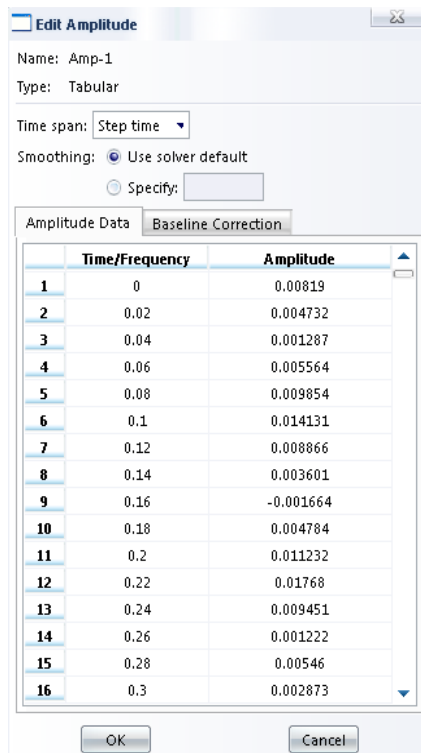 Edit Amplitude
Name: Amp-1
Type: Tabular
Time span: Step time
Smoothing: Use solver default
Specify:
Amplitude Data Baseline Correction
Time/Frequency Amplitude
1 0 0.00819
2 0.02 0.004732
3 0.04 0.001287
4 0.06 0.005564
5 0.08 0.009854
6 0.1 0.014131
7 0.12 0.008866
8 0.14 0.003601
9 0.16 -0.001664
10 0.18 0.004784
11 0.2 0.011232
12 0.22 0.01768
13 0.24 0.009451
14 0.26 0.001222
15 0.28 0.00546
16 0.3 0.002873
OK Cancel